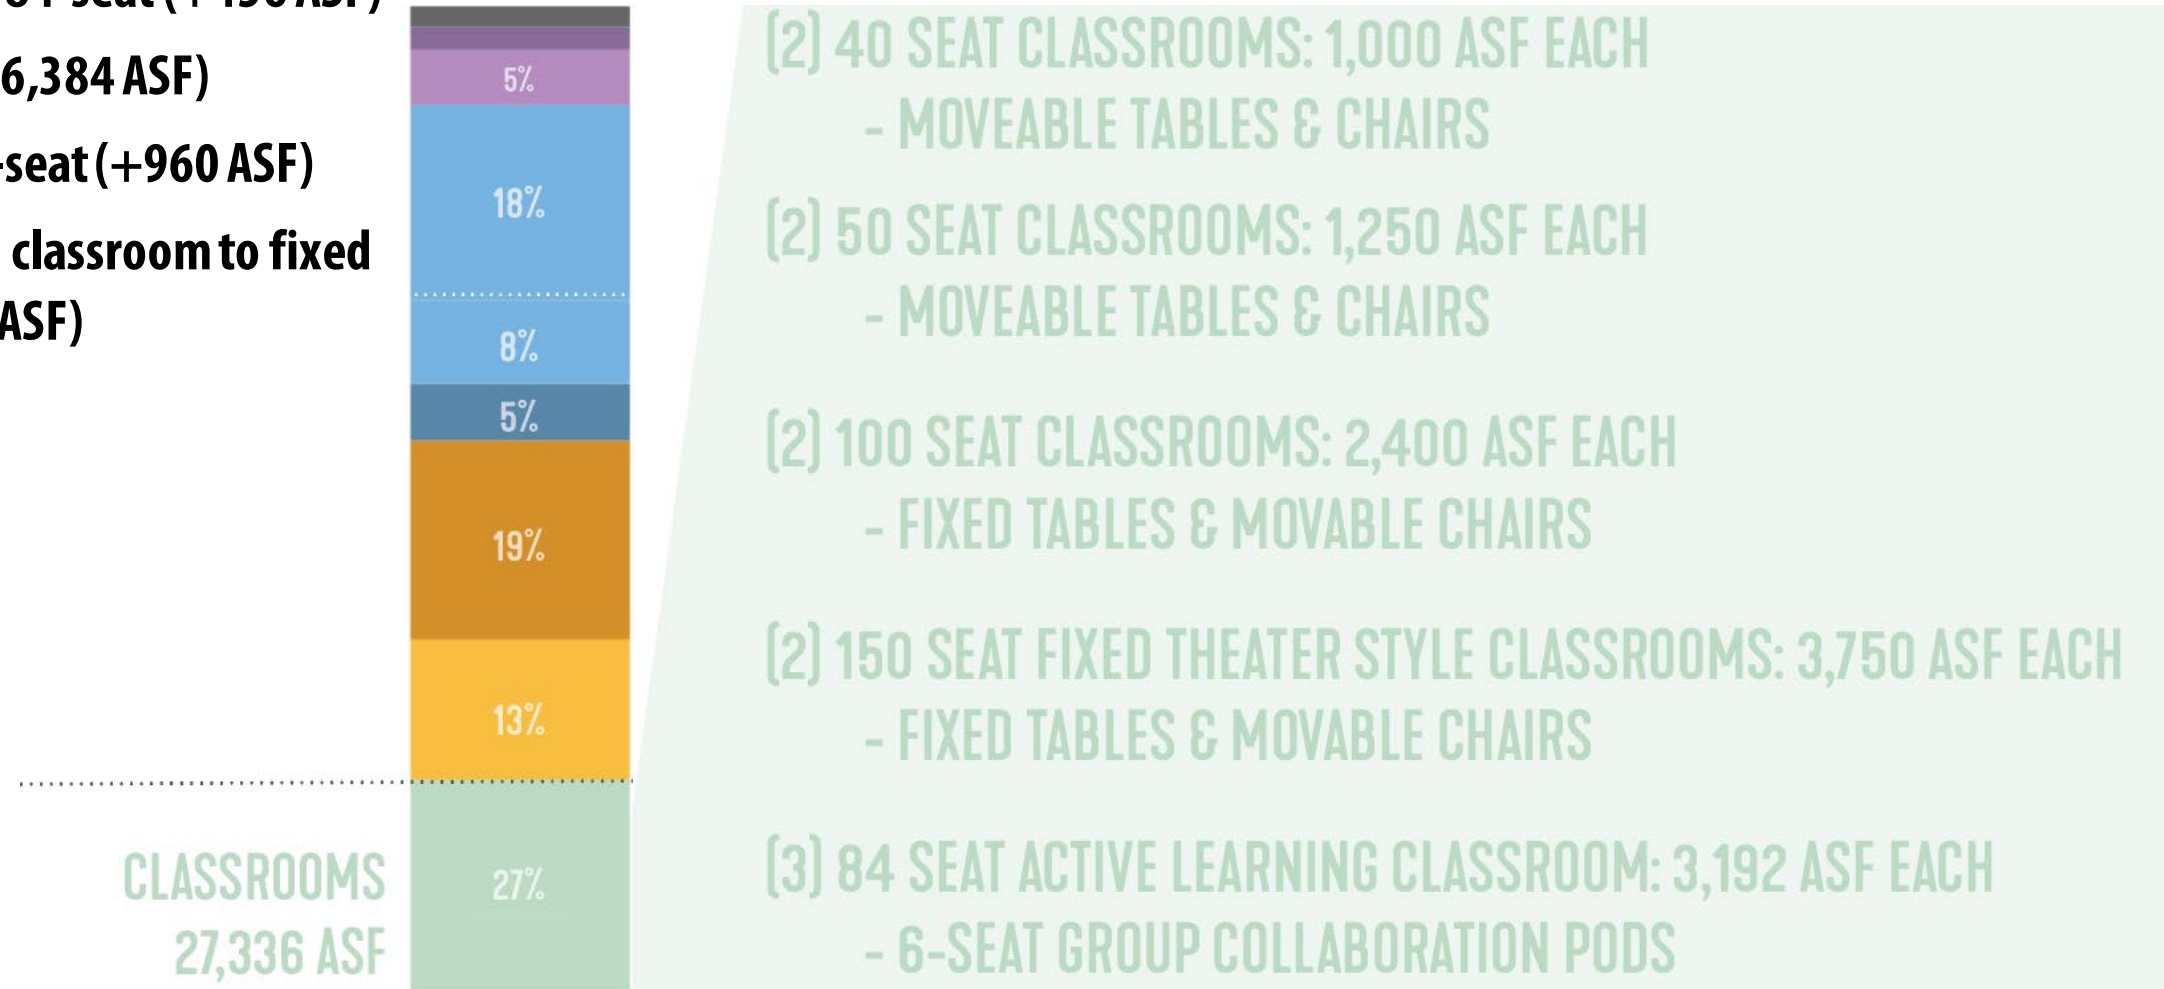 6,384 ASF)
-seat (+960 ASF)
classroom to fixed
ASF)
5%
18%
8%
5%
19%
13%
27%
CLASSROOMS
27,336 ASF
(2) 40 SEAT CLASSROOMS: 1,000 ASF EACH
- MOVEABLE TABLES & CHAIRS
(2) 50 SEAT CLASSROOMS: 1,250 ASF EACH
- MOVEABLE TABLES & CHAIRS
(2) 100 SEAT CLASSROOMS: 2,400 ASF EACH
- FIXED TABLES & MOVABLE CHAIRS
(2) 150 SEAT FIXED THEATER STYLE CLASSROOMS: 3,750 ASF EACH
- FIXED TABLES & MOVABLE CHAIRS
(3) 84 SEAT ACTIVE LEARNING CLASSROOM: 3,192 ASF EACH
- 6-SEAT GROUP COLLABORATION PODS